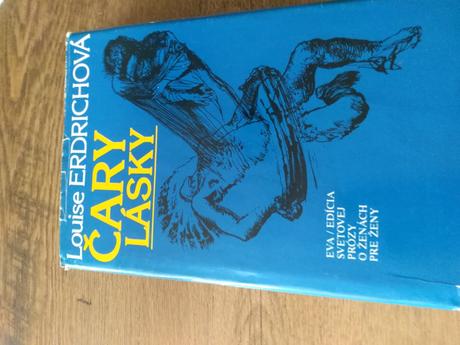 Louise ERDRICHOVÁ
ČARY
LÁSKY
EVA / EDÍCIA
SVETOVEJ
PRÓZY
O ŽENÁCH
PRE ŽENY